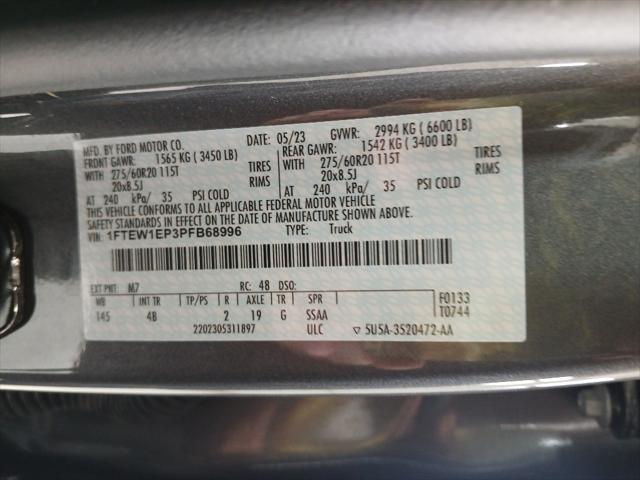 MFD. BY FORD MOTOR CO. DATE: 05/23 GVWR: 2994 KG ( 6600 LB)
FRONT GAWR: 1565 KG ( 3450 LB) REAR GAWR: 1542 KG ( 3400 LB)
WITH 275/60R20 115T TIRES WITH 275/60R20 115T TIRES
20x8.5J RIMS 20x8.5J RIMS
AT 240 kPa/ 35 PSI COLD AT 240 kPa/ 35 PSI COLD
THIS VEHICLE CONFORMS TO ALL APPLICABLE FEDERAL MOTOR VEHICLE
SAFETY STANDARDS IN EFFECT ON THE DATE OF MANUFACTURE SHOWN ABOVE.
VIN: 1FTEW1EP3PFB68996 TYPE: Truck
EXT PNT: M7 RC: 48 DSO:
WB INT TR TP/PS R AXLE TR SPR F0133
145 4B 2 19 G SSAA T0744
2202305311897 ULC ▽ 5U5A-3520472-AA